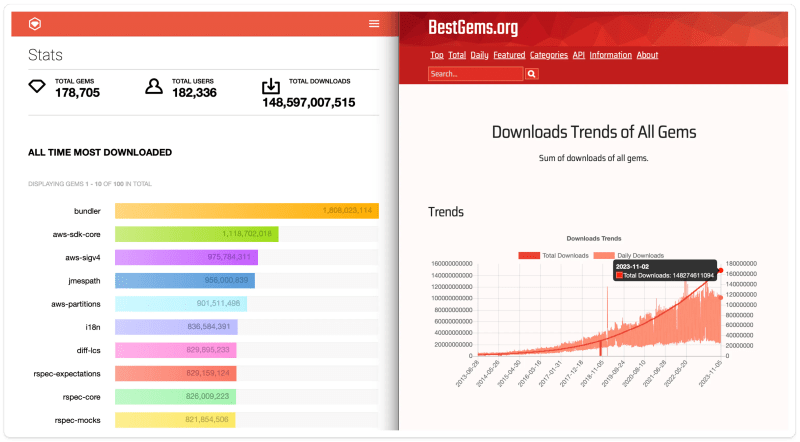 Stats
TOTAL GEMS
178,705
TOTAL USERS
182,336
TOTAL DOWNLOADS
148,597,007,515
ALL TIME MOST DOWNLOADED
DISPLAYING GEMS 1 - 10 OF 100 IN TOTAL
bundler 1,808,023,114
aws-sdk-core 1,118,702,018
aws-sigv4 975,784,311
jmespath 956,000,839
aws-partitions 901,511,486
i18n 836,584,381
diff-lcs 829,895,233
rspec-expectations 829,159,124
rspec-core 826,009,223
rspec-mocks 821,854,506
BestGems.org
Top Total Daily Featured Categories API Information About
Search...
Downloads Trends of All Gems
Sum of downloads of all gems.
Trends
Downloads Trends
Total Downloads Daily Downloads
2023-11-02
Total Downloads: 148274611094
160000000000
140000000000
120000000000
100000000000
80000000000
60000000000
40000000000
20000000000
0
180000000
160000000
140000000
120000000
100000000
80000000
60000000
40000000
20000000
0
2013-06-28
2014-05-26
2015-04-30
2016-03-16
2017-01-31
2017-12-18
2018-11-05
2019-09-24
2020-08-10
2021-06-28
2022-05-30
2023-11-05